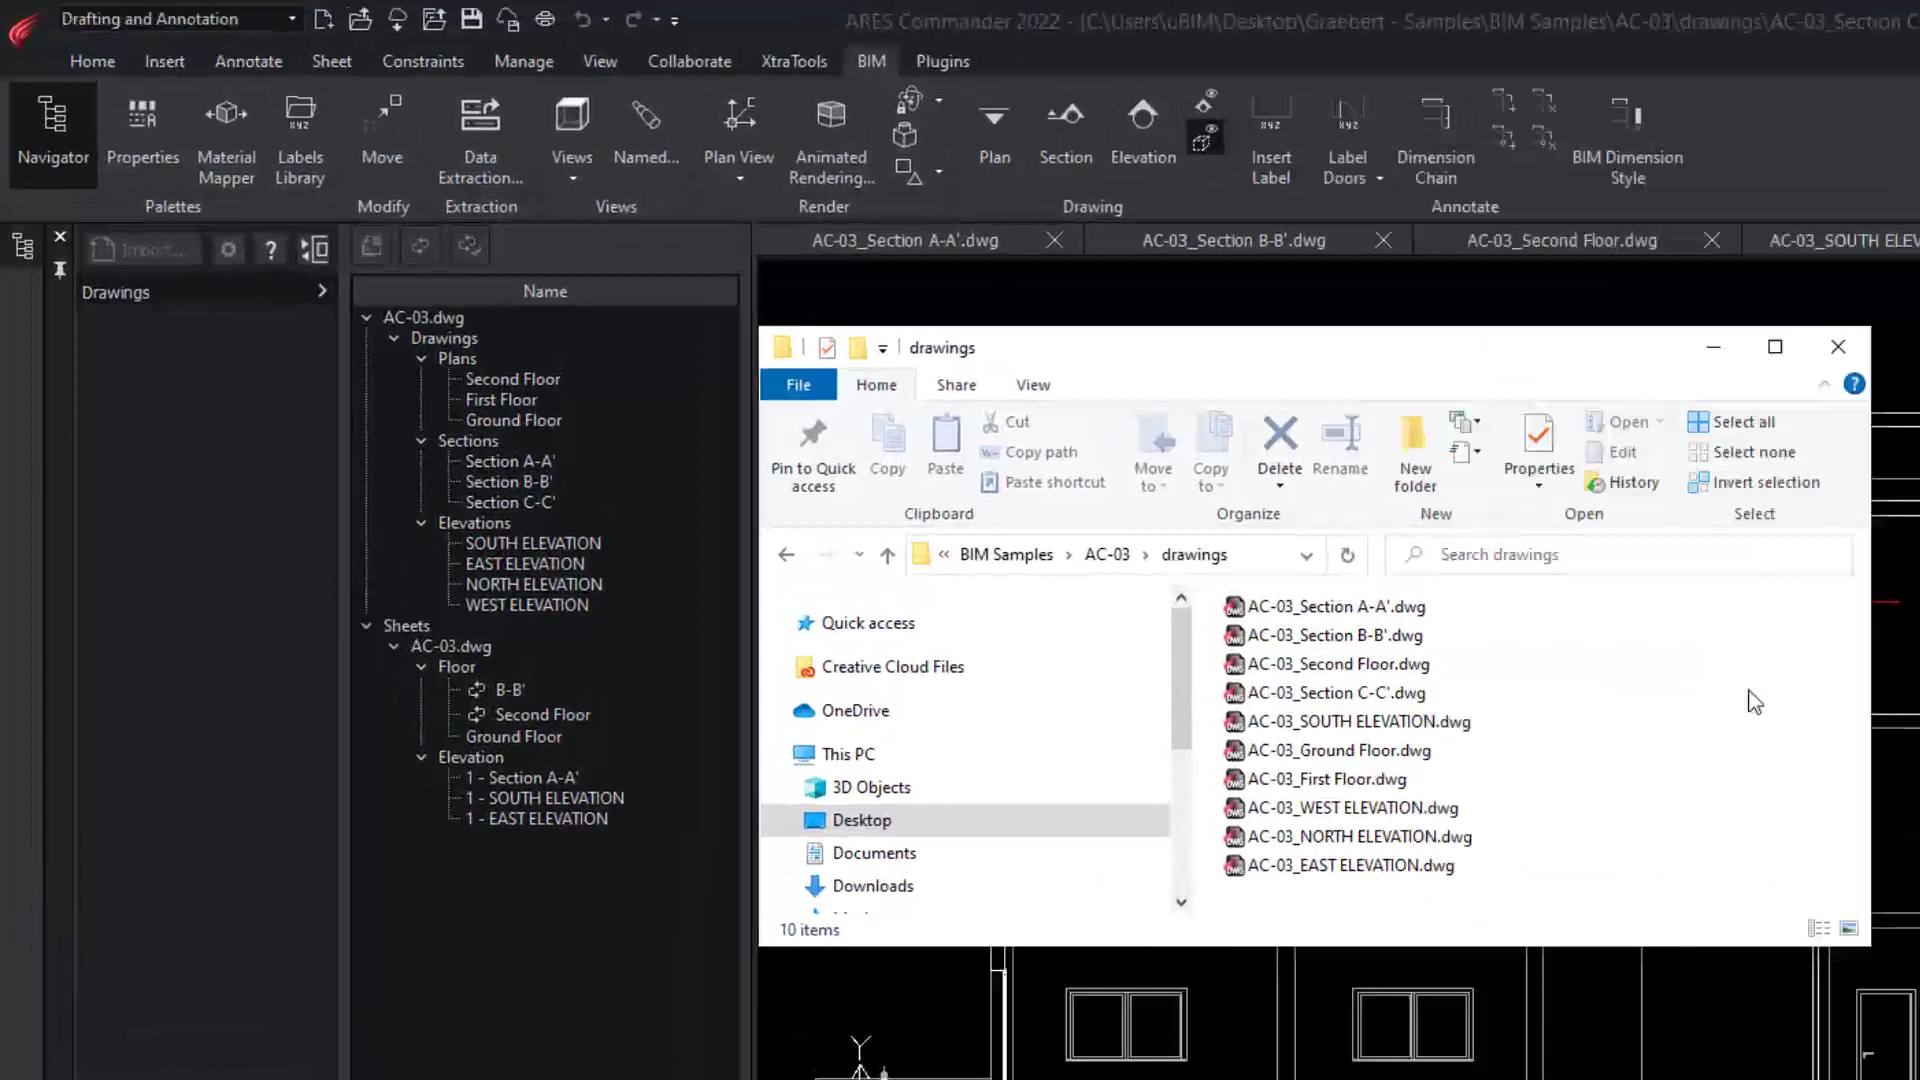 Drafting and Annotation
ARES Commander 2022 - [C:\Users\uBIM\Desktop\Graebert - Samples\BIM Samples\AC-03\drawings\AC-03_Section C
Home Insert Annotate Sheet Constraints Manage View Collaborate XtraTools BIM Plugins
Navigator Properties Material Mapper Labels Library Move Data Extraction... Views Named... Plan View Animated Rendering... Plan Section Elevation Insert Label Label Doors Dimension Chain BIM Dimension Style
Palettes Modify Extraction Views Render Drawing Annotate
Import...
AC-03_Section A-A'.dwg AC-03_Section B-B'.dwg AC-03_Second Floor.dwg AC-03_SOUTH ELEV
Drawings
Name
AC-03.dwg
Drawings
Plans
Second Floor
First Floor
Ground Floor
Sections
Section A-A'
Section B-B'
Section C-C'
Elevations
SOUTH ELEVATION
EAST ELEVATION
NORTH ELEVATION
WEST ELEVATION
Sheets
AC-03.dwg
Floor
B-B'
Second Floor
Ground Floor
Elevation
1 - Section A-A'
1 - SOUTH ELEVATION
1 - EAST ELEVATION
drawings
File Home Share View
Pin to Quick access
Copy
Paste
Cut
Copy path
Paste shortcut
Move to
Copy to
Delete
Rename
New folder
Properties
Open
Edit
History
Select all
Select none
Invert selection
Clipboard Organize New Open Select
« BIM Samples > AC-03 > drawings
Search drawings
Quick access
Creative Cloud Files
OneDrive
This PC
3D Objects
Desktop
Documents
Downloads
AC-03_Section A-A'.dwg
AC-03_Section B-B'.dwg
AC-03_Second Floor.dwg
AC-03_Section C-C'.dwg
AC-03_SOUTH ELEVATION.dwg
AC-03_Ground Floor.dwg
AC-03_First Floor.dwg
AC-03_WEST ELEVATION.dwg
AC-03_NORTH ELEVATION.dwg
AC-03_EAST ELEVATION.dwg
10 items